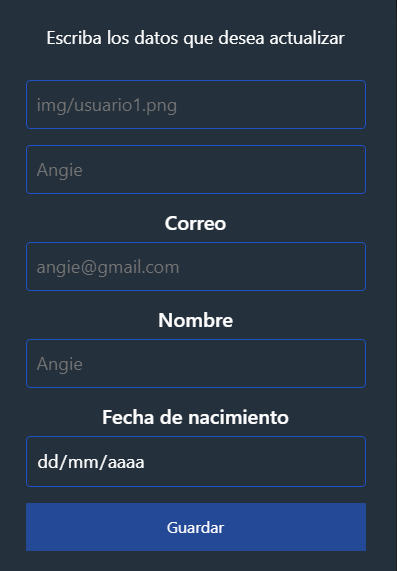 Escriba los datos que desea actualizar
img/usuario1.png
Angie
Correo
angie@gmail.com
Nombre
Angie
Fecha de nacimiento
dd/mm/aaaa
Guardar